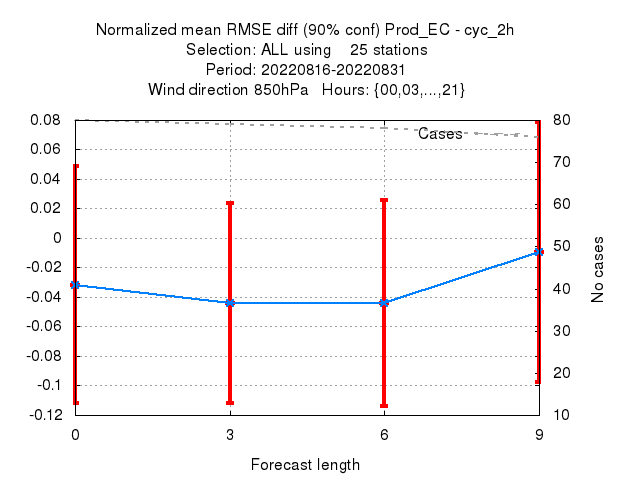 Normalized mean RMSE diff (90% conf) Prod_EC - cyc_2h
Selection: ALL using    25 stations
Period: 20220816-20220831
Wind direction 850hPa   Hours: {00,03,...,21}
0.08
0.06
0.04
0.02
0
-0.02
-0.04
-0.06
-0.08
-0.1
-0.12
Cases
80
70
60
50
40
30
20
10
No cases
0 3 6 9
Forecast length